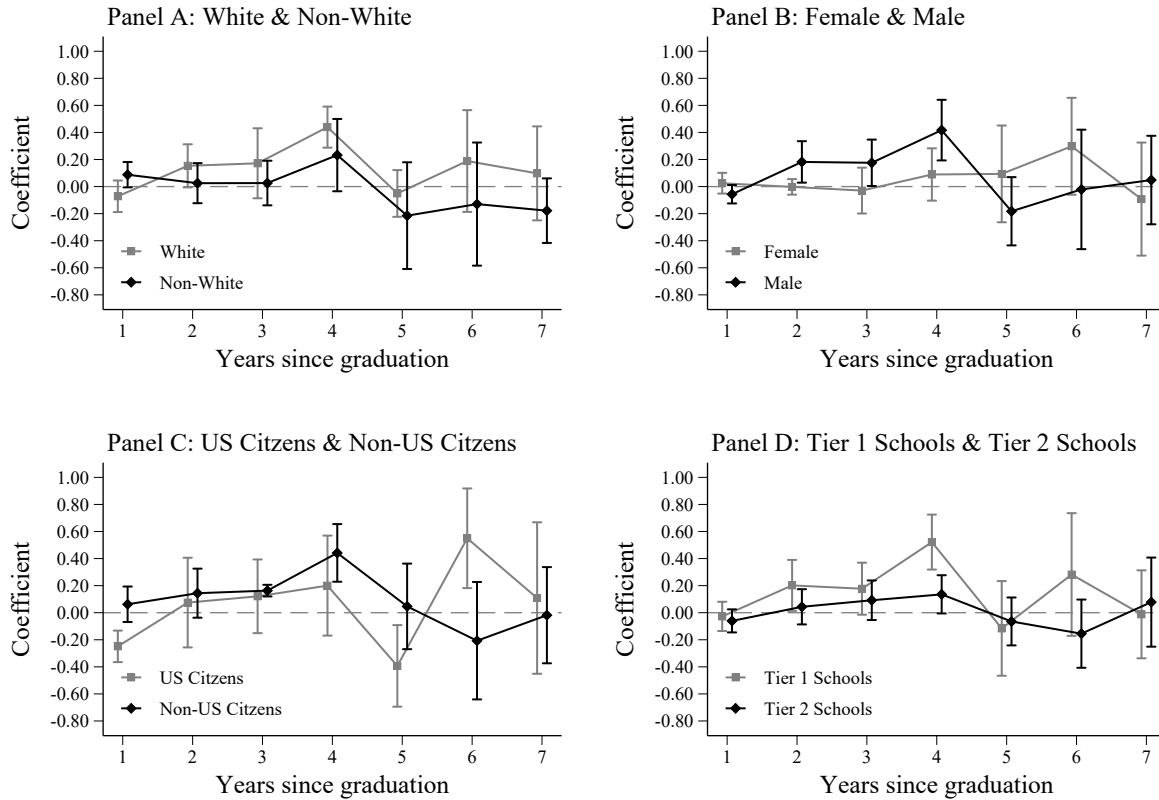 Panel A: White & Non-White
1.00
0.80
0.60
0.40
0.20
0.00
-0.20
-0.40
-0.60
-0.80
Coefficient
White
Non-White
1 2 3 4 5 6 7
Years since graduation
Panel B: Female & Male
1.00
0.80
0.60
0.40
0.20
0.00
-0.20
-0.40
-0.60
-0.80
Coefficient
Female
Male
1 2 3 4 5 6 7
Years since graduation
Panel C: US Citzens & Non-US Citzens
1.00
0.80
0.60
0.40
0.20
0.00
-0.20
-0.40
-0.60
-0.80
Coefficient
US Citzens
Non-US Citzens
1 2 3 4 5 6 7
Years since graduation
Panel D: Tier 1 Schools & Tier 2 Schools
1.00
0.80
0.60
0.40
0.20
0.00
-0.20
-0.40
-0.60
-0.80
Coefficient
Tier 1 Schools
Tier 2 Schools
1 2 3 4 5 6 7
Years since graduation